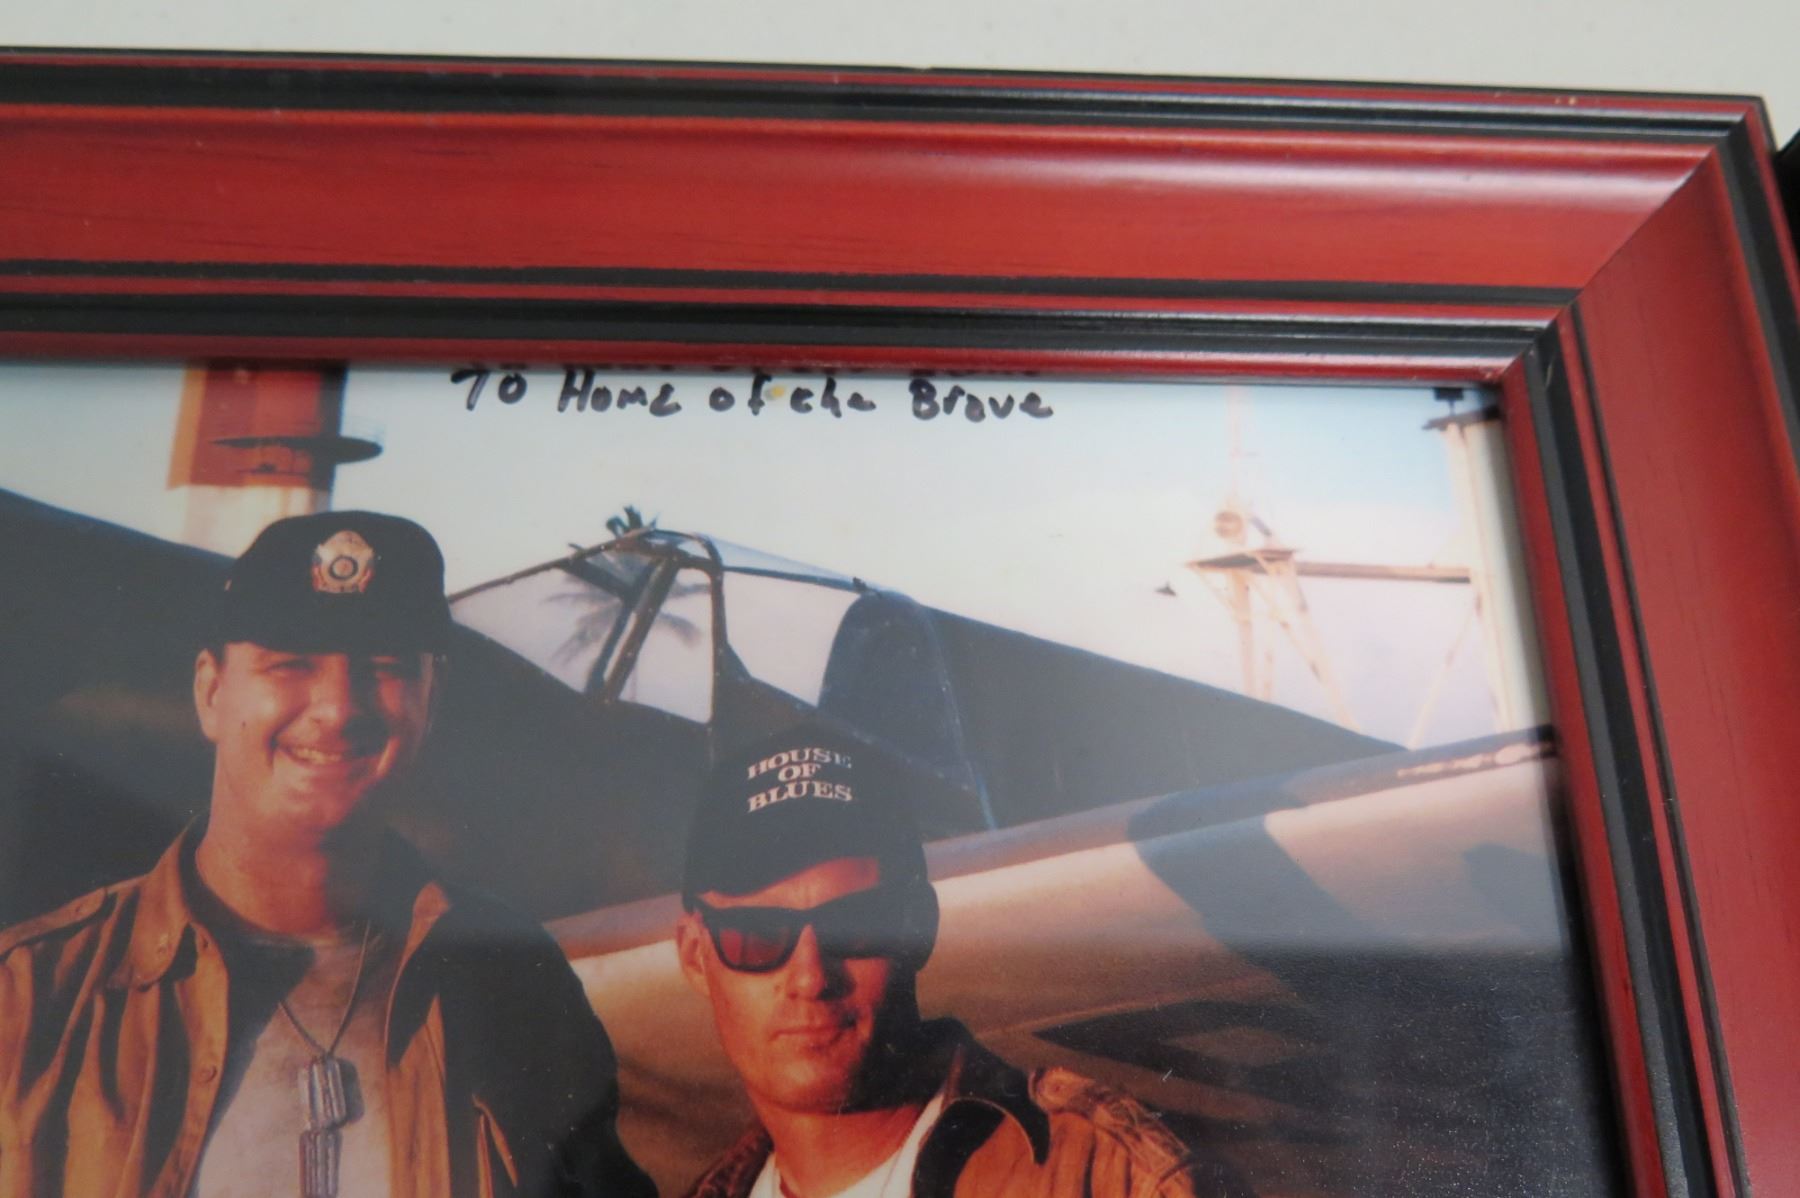 To Home of the Brave
HOUSE
OF
BLUES